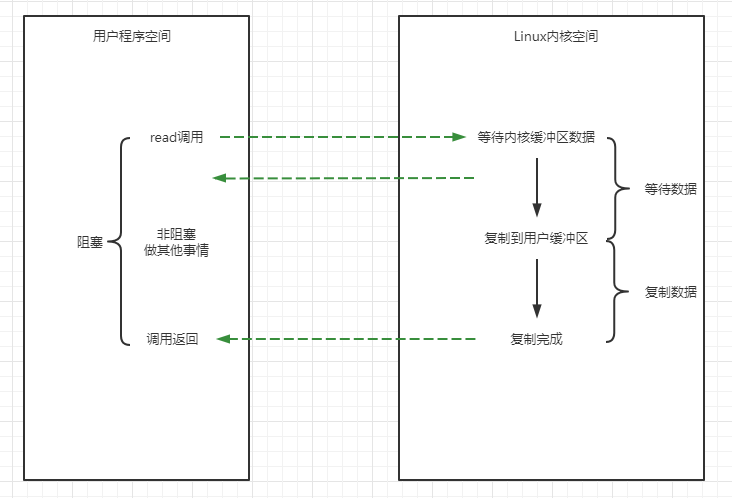 用户程序空间
Linux内核空间
read调用
等待内核缓冲区数据
等待数据
阻塞
非阻塞
做其他事情
复制到用户缓冲区
复制数据
调用返回
复制完成